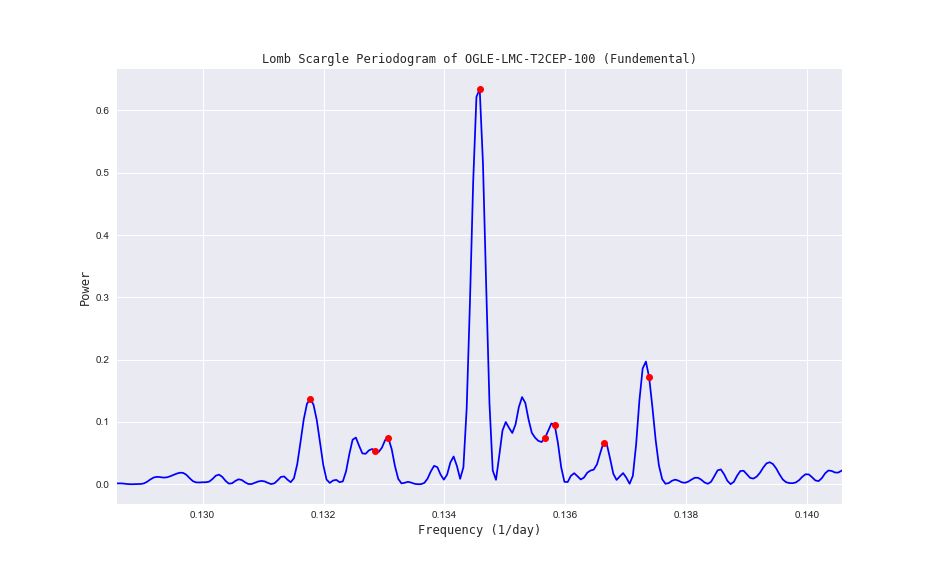 Lomb Scargle Periodogram of OGLE-LMC-T2CEP-100 (Fundemental)
0.6
0.5
0.4
0.3
0.2
0.1
0.0
Power
0.130 0.132 0.134 0.136 0.138 0.140
Frequency (1/day)